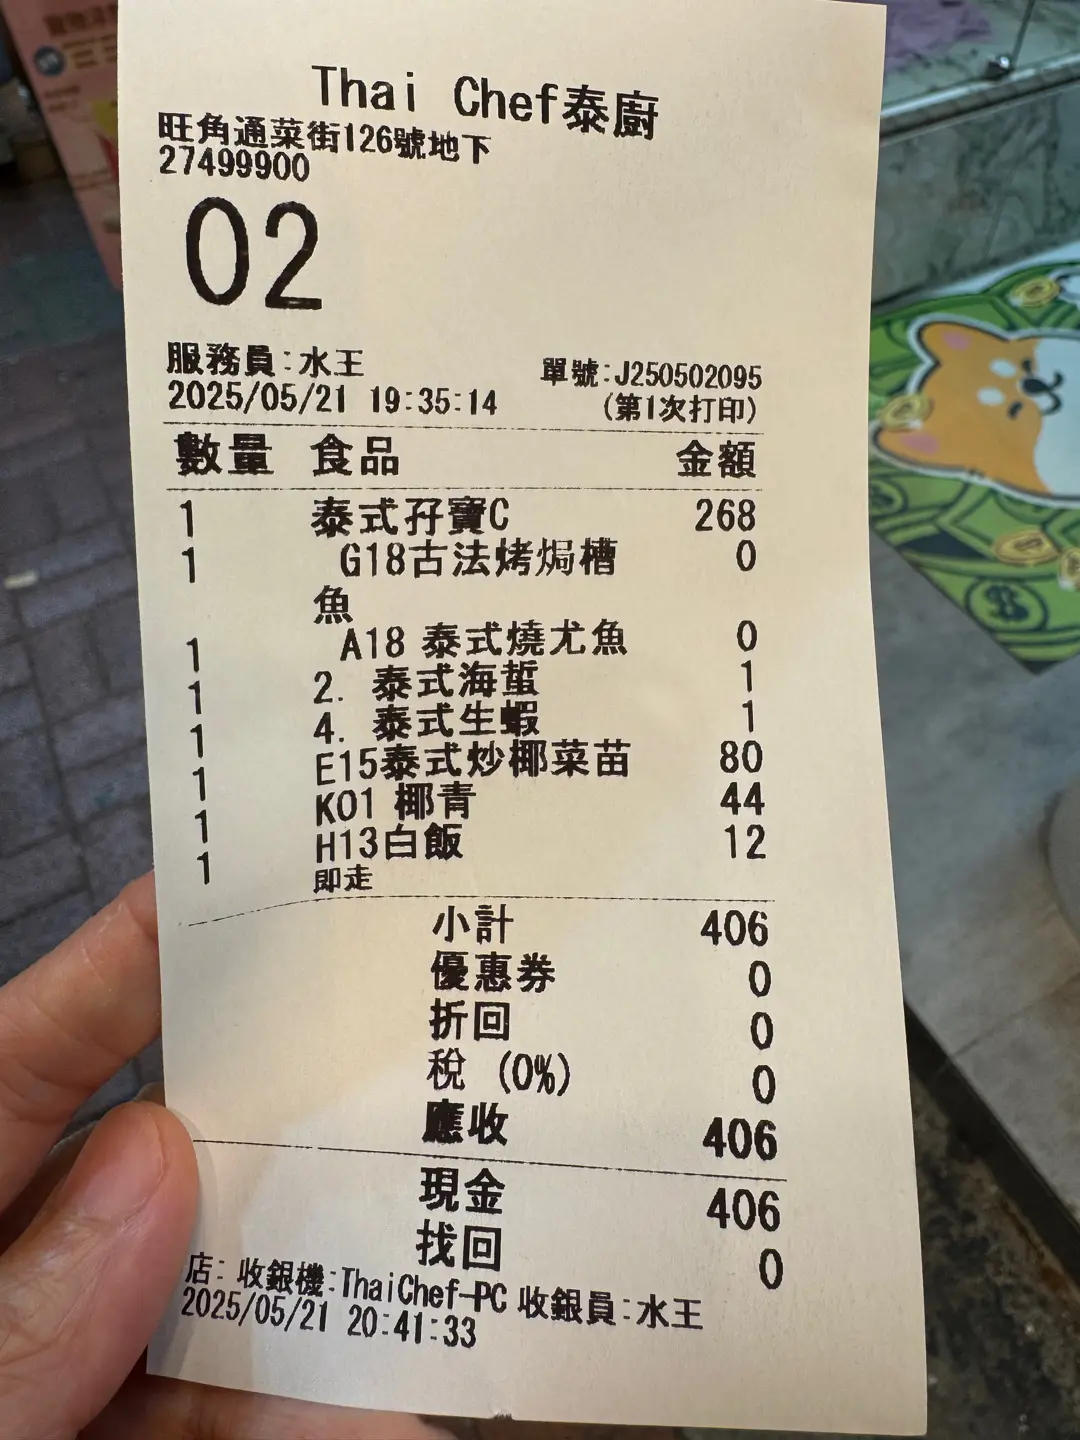 Thai Chef泰廚
旺角通菜街126號地下
27499900
02
服務員:水王 單號:J250502095
2025/05/21 19:35:14 (第1次打印)
數量 食品 金額
1 泰式孖寶C 268
1 G18古法烤焗槽 0
魚
1 A18 泰式燒尤魚 0
1 2. 泰式海蜇 1
1 4. 泰式生蝦 1
1 E15泰式炒椰菜苗 80
1 K01 椰青 44
1 H13白飯 12
即走
小計 406
優惠券 0
折回 0
稅 (0%) 0
應收 406
現金 406
找回 0
店: 收銀機:ThaiChef-PC 收銀員:水王
2025/05/21 20:41:33